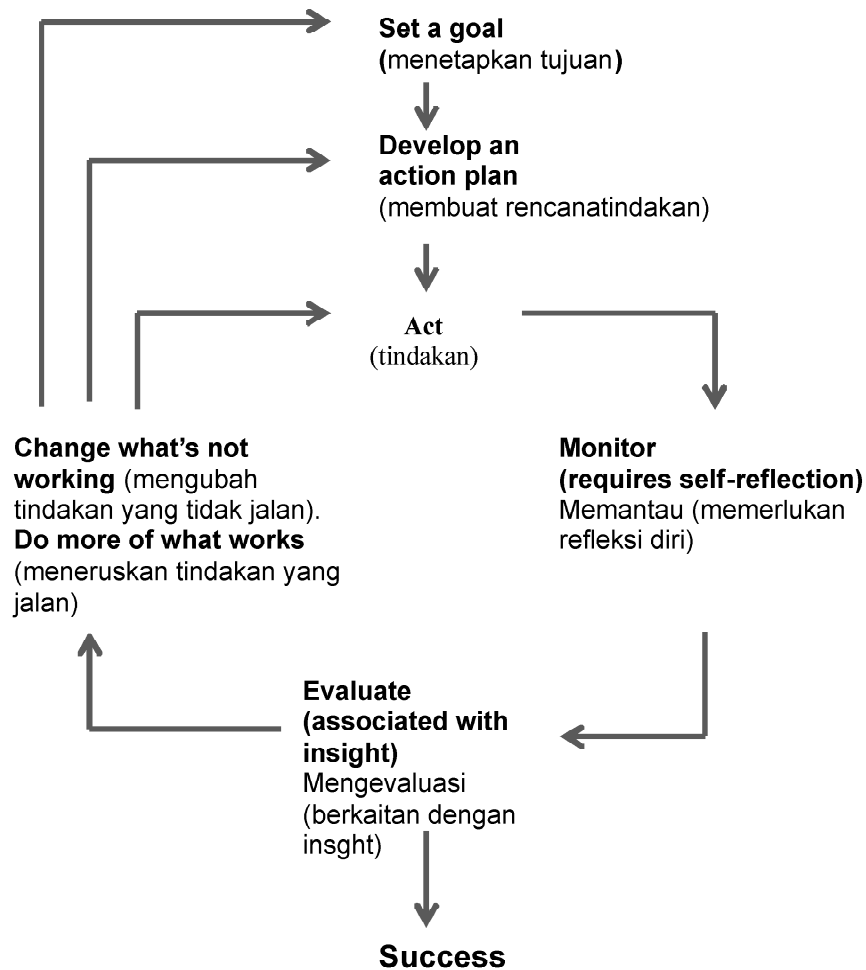 Set a goal
(menetapkan tujuan)
Develop an
action plan
(membuat rencanatindakan)
Act
(tindakan)
Change what's not
working (mengubah
tindakan yang tidak jalan).
Do more of what works
(meneruskan tindakan yang
jalan)
Monitor
(requires self-reflection)
Memantau (memerlukan
refleksi diri)
Evaluate
(associated with
insight)
Mengevaluasi
(berkaitan dengan
insght)
Success